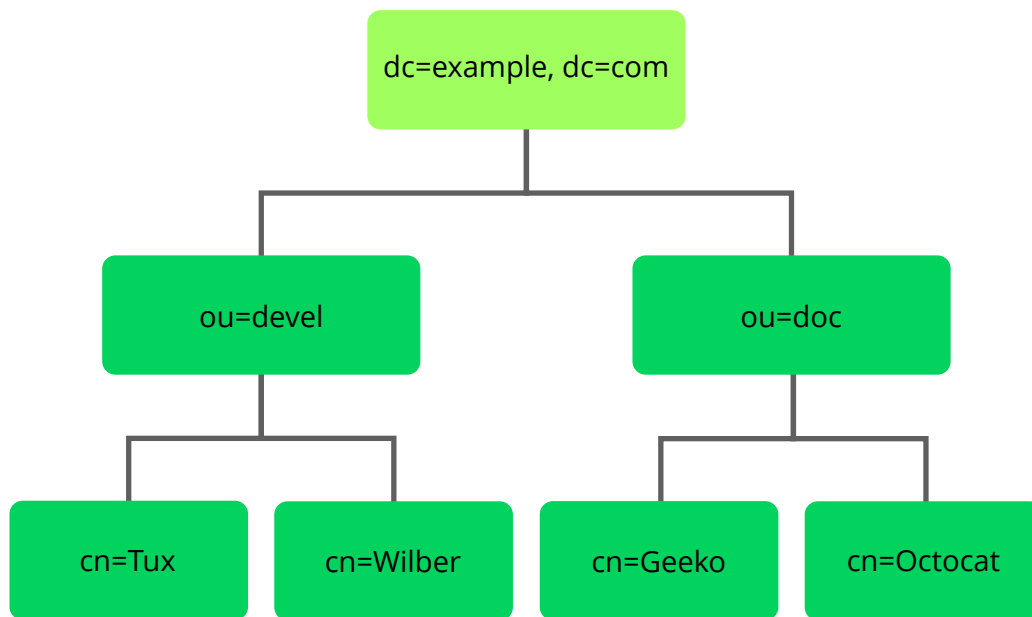 dc=example, dc=com
ou=devel
ou=doc
cn=Tux
cn=Wilber
cn=Geeko
cn=Octocat